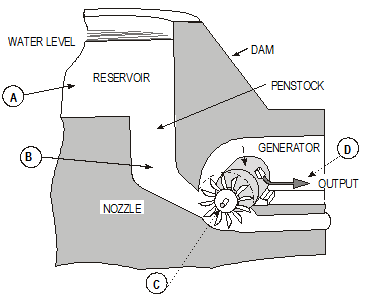 WATER LEVEL
DAM
A
RESERVOIR
PENSTOCK
B
GENERATOR
D
OUTPUT
NOZZLE
C